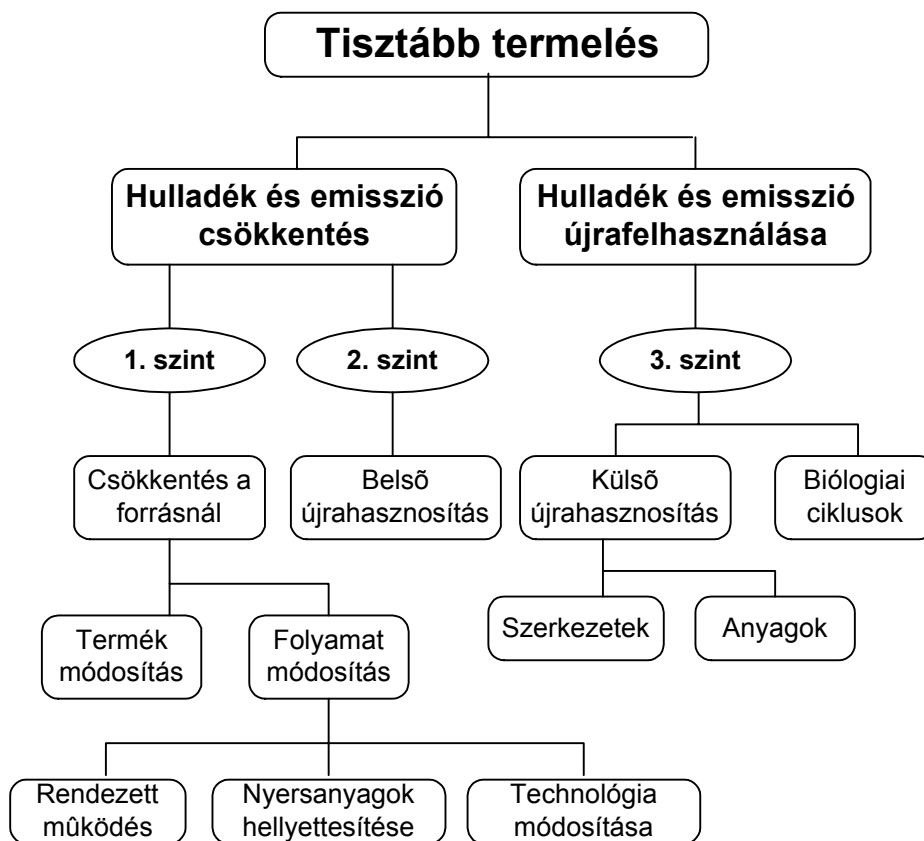 Tisztább termelés
Hulladék és emisszió
csökkentés
Hulladék és emisszió
újrafelhasználása
1. szint
2. szint
3. szint
Csökkentés a
forrásnál
Belsõ
újrahasznosítás
Külsõ
újrahasznosítás
Biólogiai
ciklusok
Termék
módosítás
Folyamat
módosítás
Szerkezetek
Anyagok
Rendezett
mûködés
Nyersanyagok
hellyettesítése
Technológia
módosítása